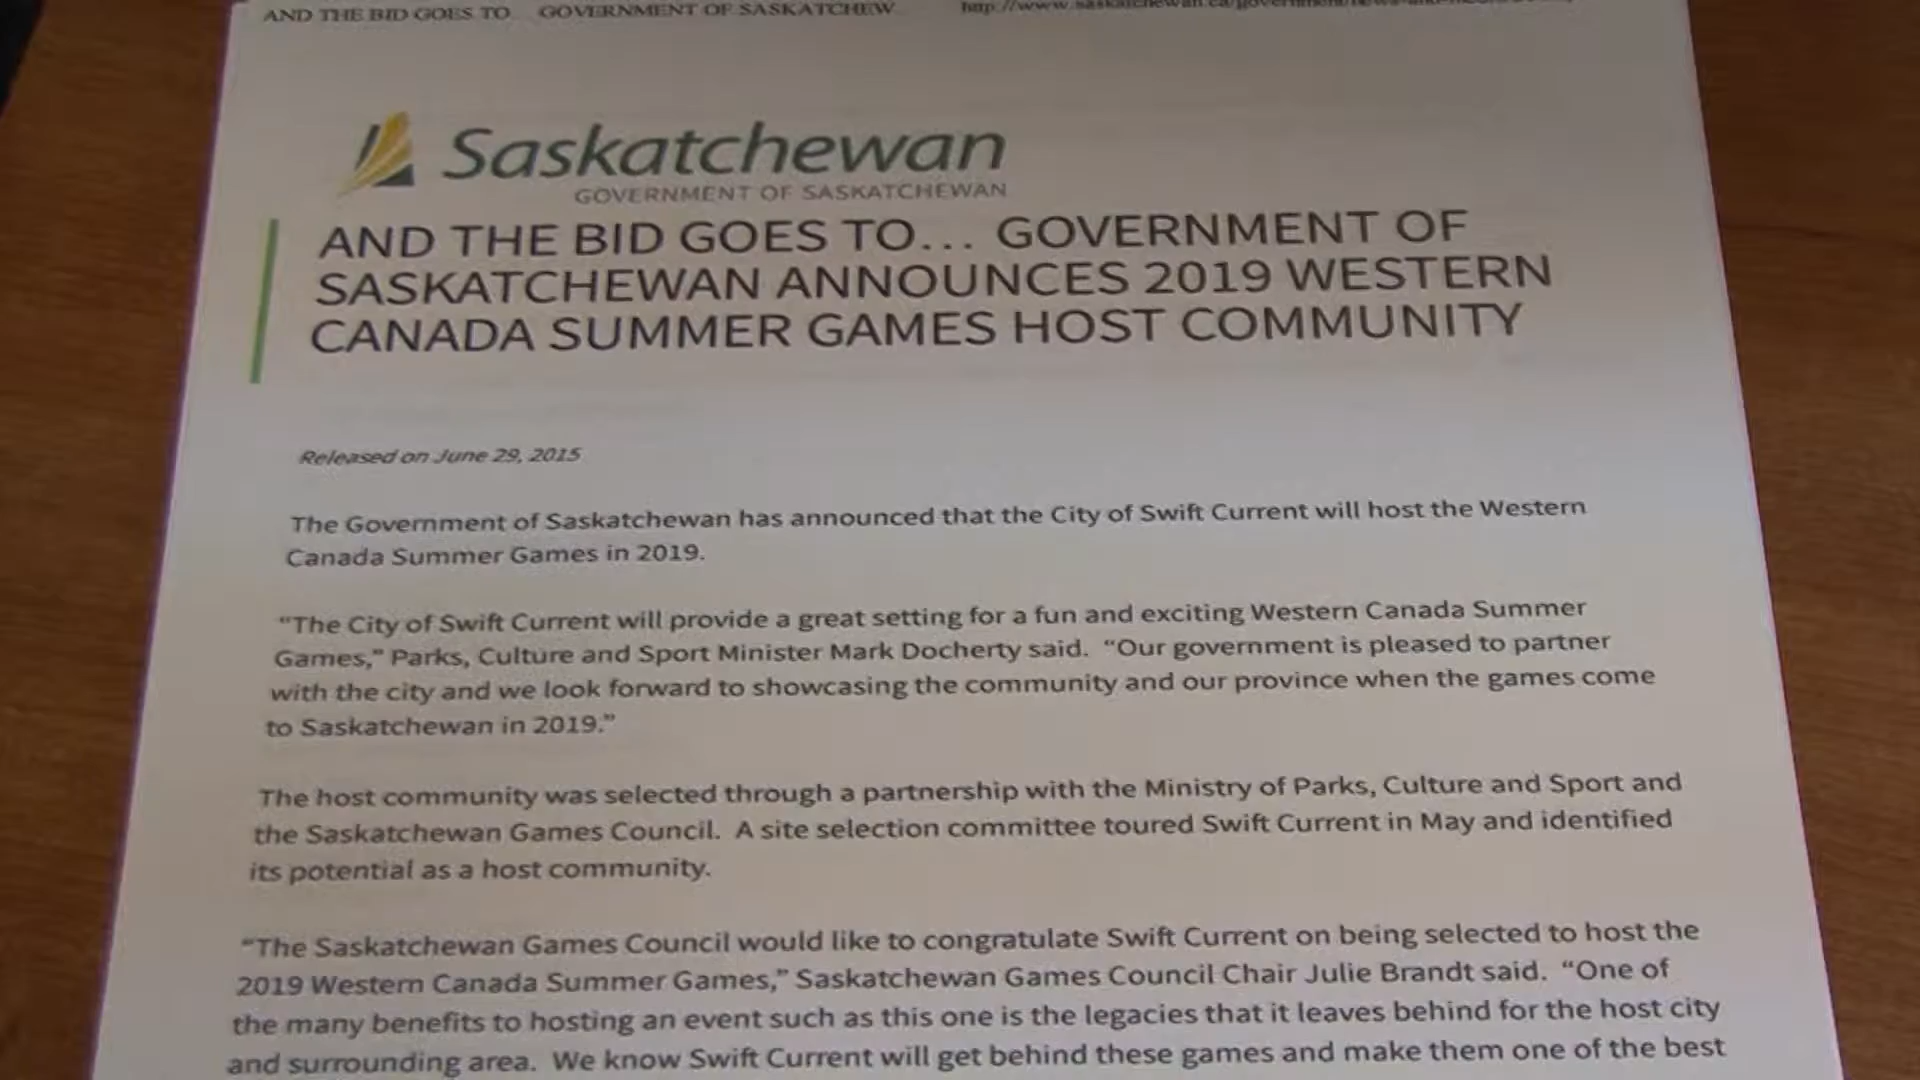 AND THE BID GOES TO... GOVERNMENT OF SASKATCHEW...
Saskatchewan
GOVERNMENT OF SASKATCHEWAN
AND THE BID GOES TO... GOVERNMENT OF
SASKATCHEWAN ANNOUNCES 2019 WESTERN
CANADA SUMMER GAMES HOST COMMUNITY
Released on June 29, 2015
The Government of Saskatchewan has announced that the City of Swift Current will host the Western
Canada Summer Games in 2019.
“The City of Swift Current will provide a great setting for a fun and exciting Western Canada Summer
Games,” Parks, Culture and Sport Minister Mark Docherty said. “Our government is pleased to partner
with the city and we look forward to showcasing the community and our province when the games come
to Saskatchewan in 2019.”
The host community was selected through a partnership with the Ministry of Parks, Culture and Sport and
the Saskatchewan Games Council. A site selection committee toured Swift Current in May and identified
its potential as a host community.
“The Saskatchewan Games Council would like to congratulate Swift Current on being selected to host the
2019 Western Canada Summer Games,” Saskatchewan Games Council Chair Julie Brandt said. “One of
the many benefits to hosting an event such as this one is the legacies that it leaves behind for the host city
and surrounding area. We know Swift Current will get behind these games and make them one of the best